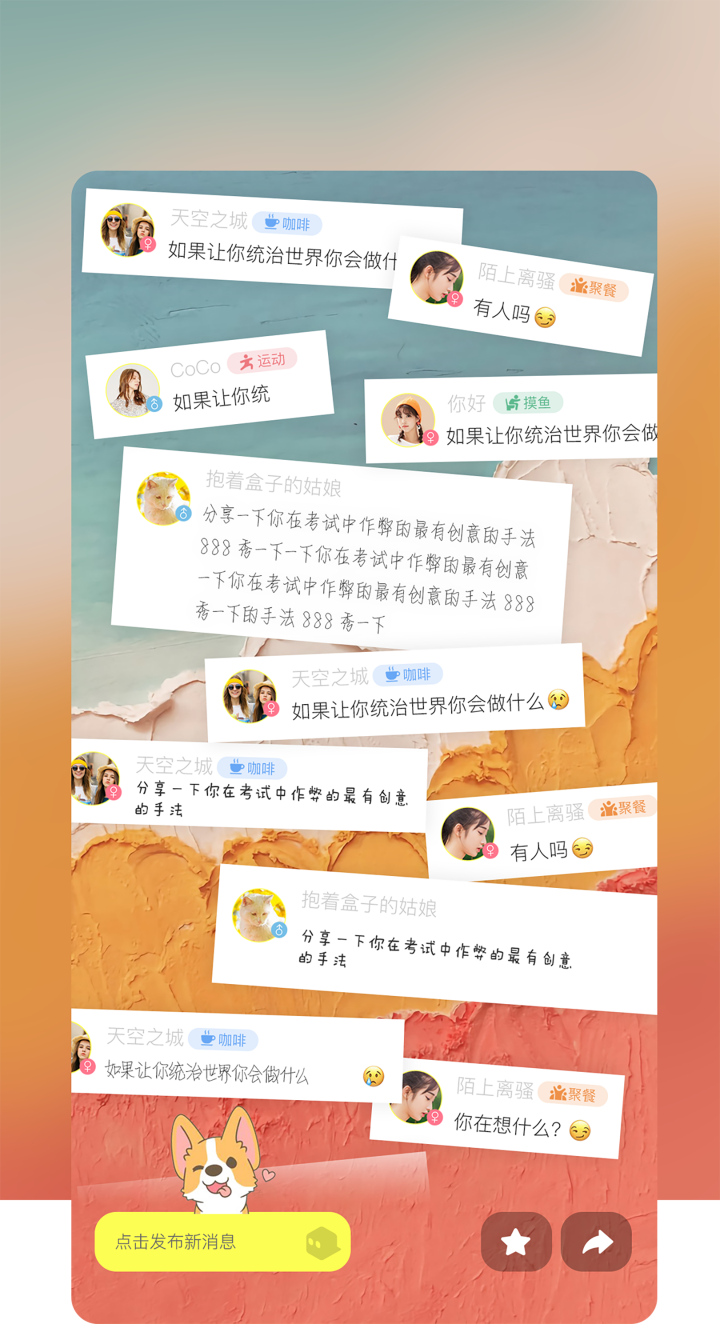 天空之城 咖啡
如果让你统治世界你会做什
陌上离骚 聚餐
有人吗😏
CoCo 运动
如果让你统
你好 摸鱼
如果让你统治世界你会做
抱着盒子的姑娘
分享一下你在考试中作弊的最有创意的手法
888 秀一下一下你在考试中作弊的最有创意
一下你在考试中作弊的最有创意的手法 888
秀一下的手法 888 秀一下
天空之城 咖啡
如果让你统治世界你会做什么😢
天空之城 咖啡
分享一下你在考试中作弊的最有创意
的手法
陌上离骚 聚餐
有人吗😏
抱着盒子的姑娘
分享一下你在考试中作弊的最有创意
的手法
天空之城 咖啡
如果让你统治世界你会做什么 😢
陌上离骚 聚餐
你在想什么?😏
点击发布新消息